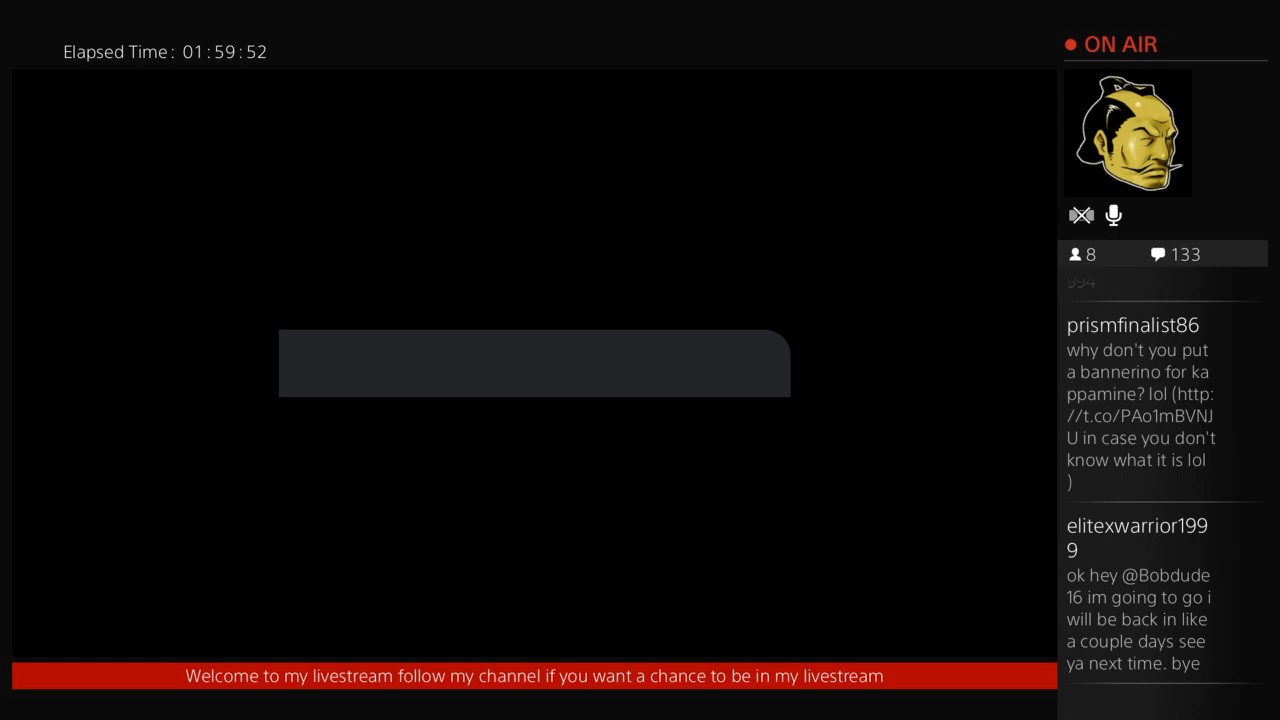 Elapsed Time: 01:59:52
ON AIR
8
133
994
prismfinalist86
why don't you put
a bannerino for ka
ppamine? lol (http:
//t.co/PAo1mBVNJ
U in case you don't
know what it is lol
)
elitexwarrior199
9
ok hey @Bobdude
16 im going to go i
will be back in like
a couple days see
ya next time. bye
Welcome to my livestream follow my channel if you want a chance to be in my livestream